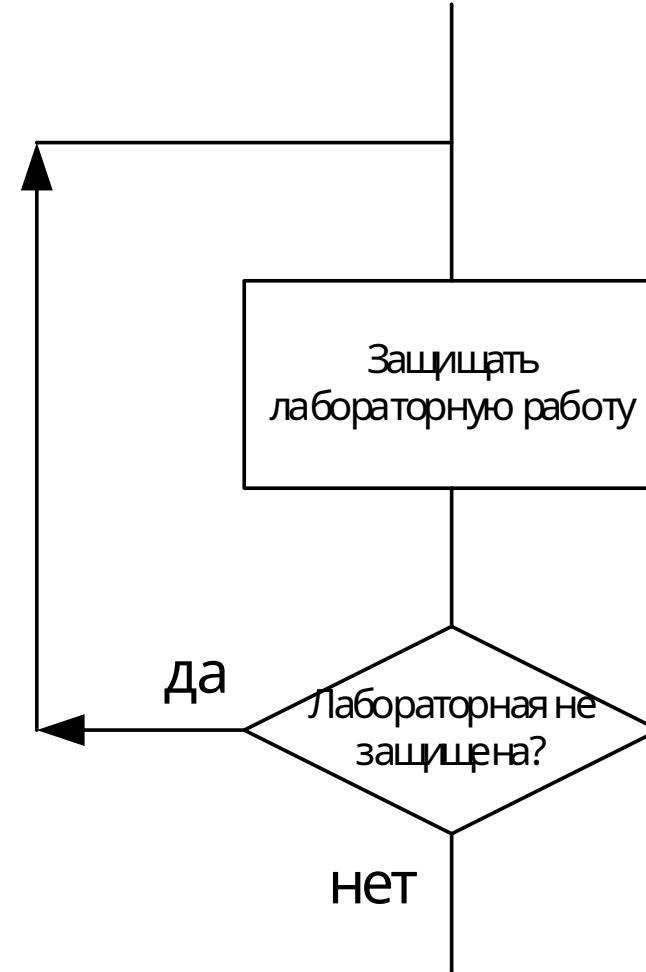 Защищать
лабораторную работу
да
Лабораторная не
защищена?
нет